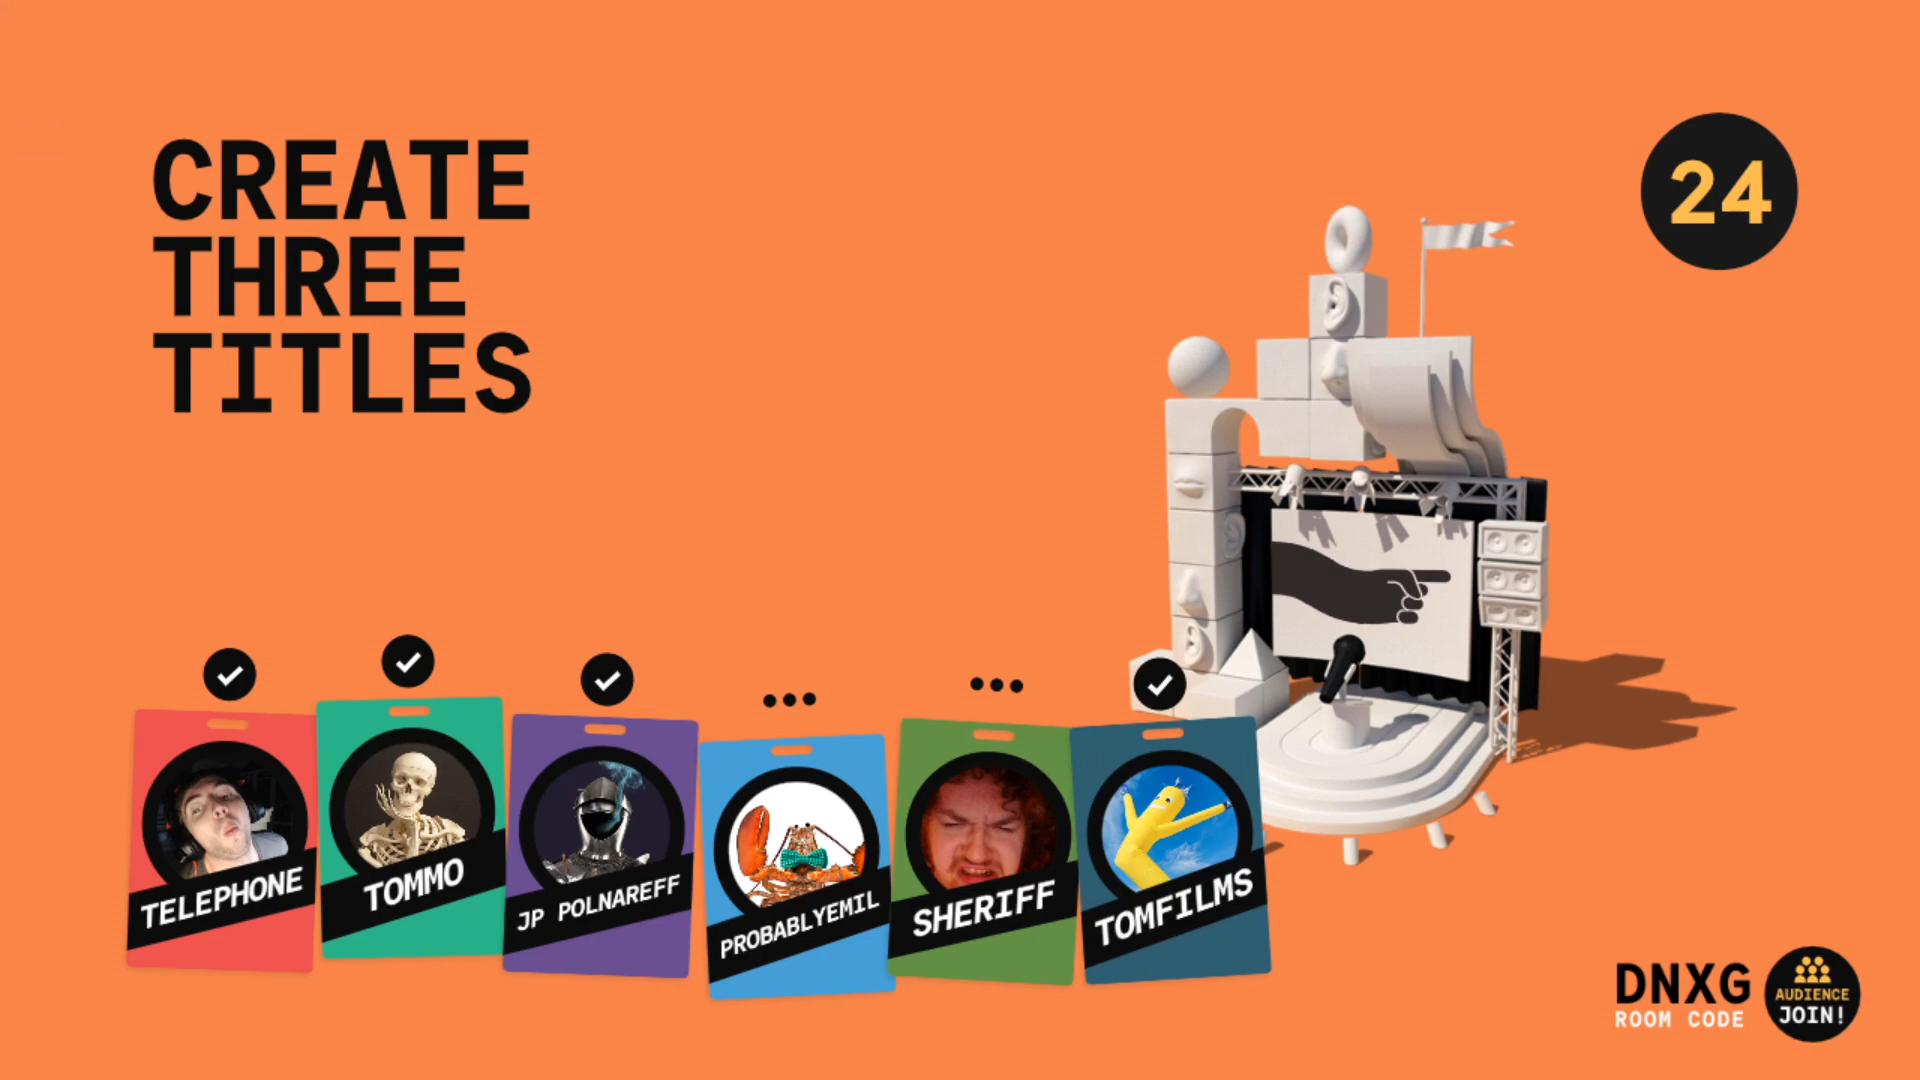 CREATE
THREE
TITLES
24
TELEPHONE
TOMMO
JP POLNAREFF
PROBABLYEMIL
SHERIFF
TOMFILMS
DNXG
ROOM CODE
AUDIENCE
JOIN!